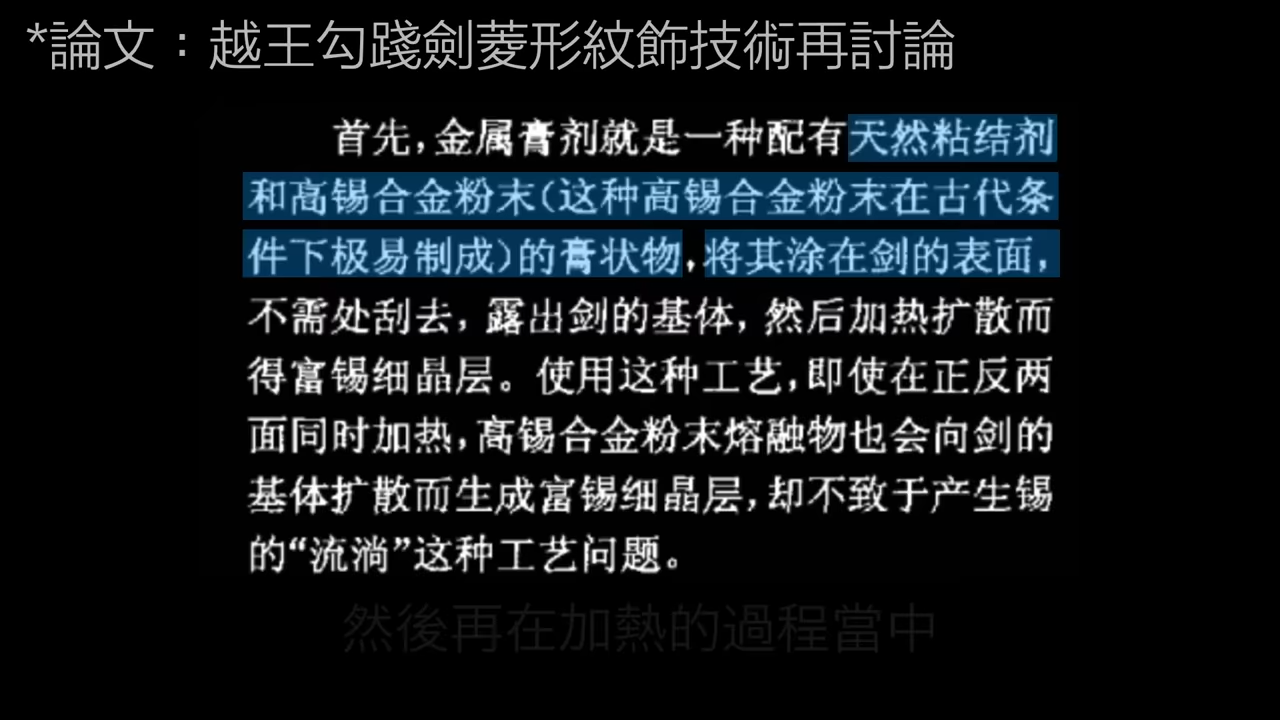 *論文：越王勾踐劍菱形紋飾技術再討論
首先，金属膏剂就是一种配有天然粘结剂
和高锡合金粉末（这种高锡合金粉末在古代条
件下极易制成）的膏状物，将其涂在剑的表面，
不需处刮去，露出剑的基体，然后加热扩散而
得富锡细晶层。使用这种工艺，即使在正反两
面同时加热，高锡合金粉末熔融物也会向剑的
基体扩散而生成富锡细晶层，却不致于产生锡
的“流淌”这种工艺问题。
然後再在加熱的過程當中